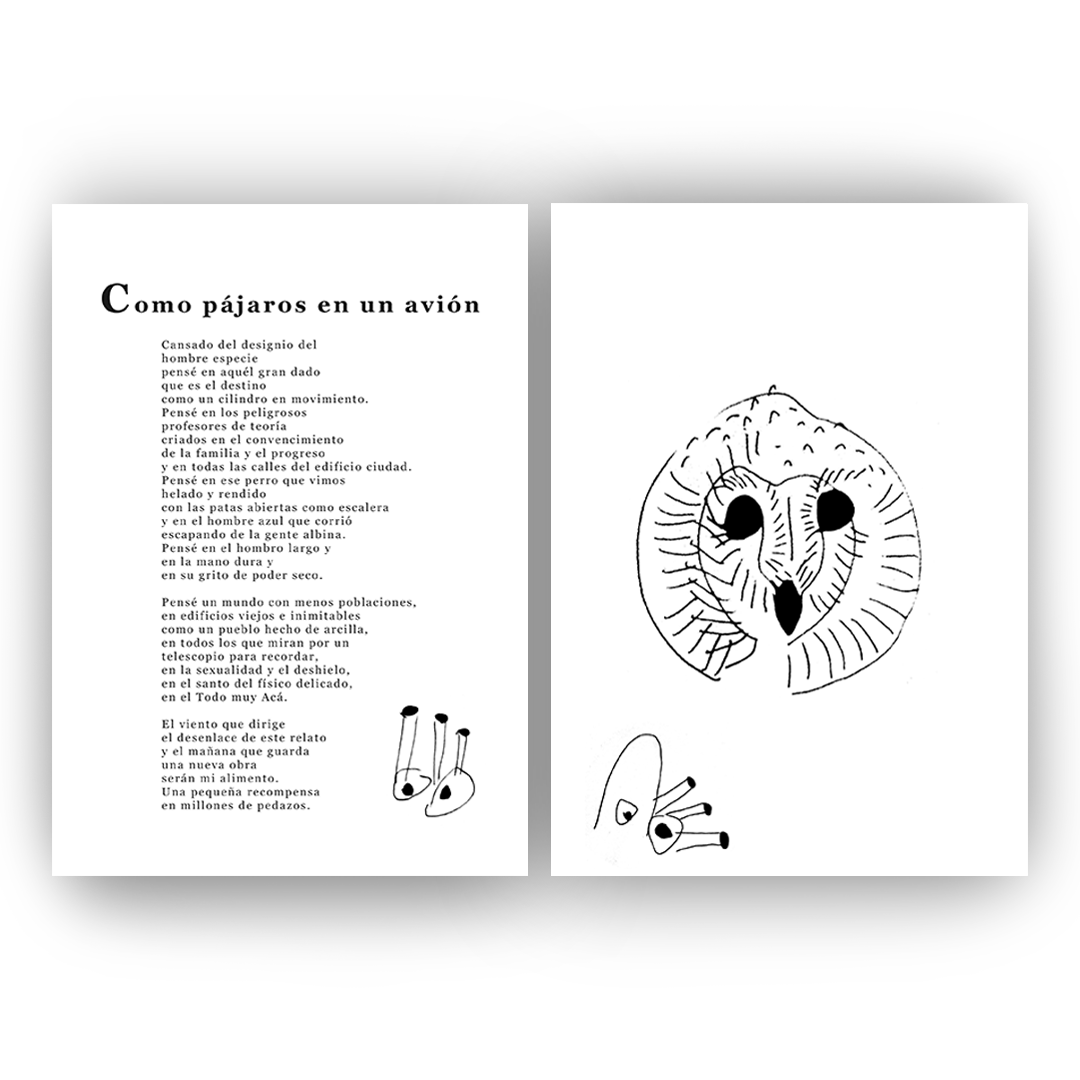 Como pájaros en un avión
Cansado del designio del
hombre especie
pensé en aquél gran dado
que es el destino
como un cilindro en movimiento.
Pensé en los peligrosos
profesores de teoría
criados en el convencimiento
de la familia y el progreso
y en todas las calles del edificio ciudad.
Pensé en ese perro que vimos
helado y rendido
con las patas abiertas como escalera
y en el hombre azul que corrió
escapando de la gente albina.
Pensé en el hombro largo y
en la mano dura y
en su grito de poder seco.
Pensé un mundo con menos poblaciones,
en edificios viejos e inimitables
como un pueblo hecho de arcilla,
en todos los que miran por un
telescopio para recordar,
en la sexualidad y el deshielo,
en el santo del físico delicado,
en el Todo muy Acá.
El viento que dirige
el desenlace de este relato
y el mañana que guarda
una nueva obra
serán mi alimento.
Una pequeña recompensa
en millones de pedazos.